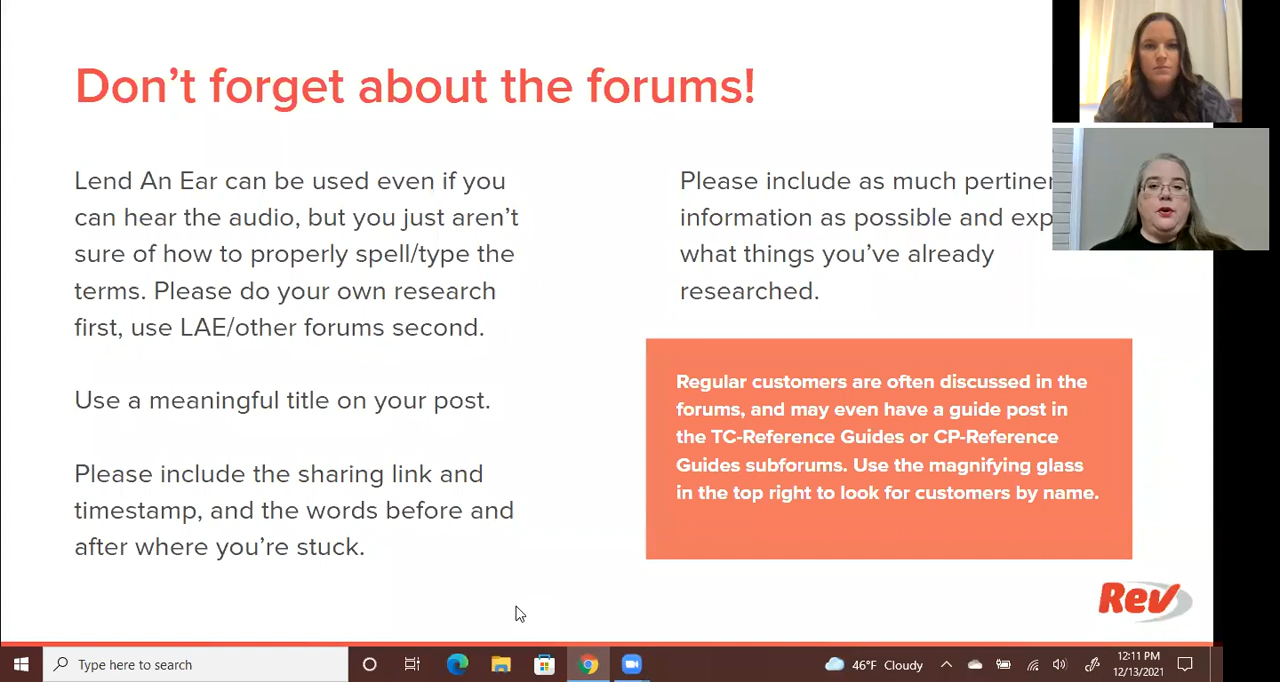 Don’t forget about the forums!
Lend An Ear can be used even if you
can hear the audio, but you just aren’t
sure of how to properly spell/type the
terms. Please do your own research
first, use LAE/other forums second.
Use a meaningful title on your post.
Please include the sharing link and
timestamp, and the words before and
after where you’re stuck.
Please include as much
information as possible and
what things you’ve already
researched.
Regular customers are often discussed in the
forums, and may even have a guide post in
the TC-Reference Guides or CP-Reference
Guides subforums. Use the magnifying glass
in the top right to look for customers by name.
Rev
Type here to search
46°F Cloudy
12:11 PM
12/13/2021